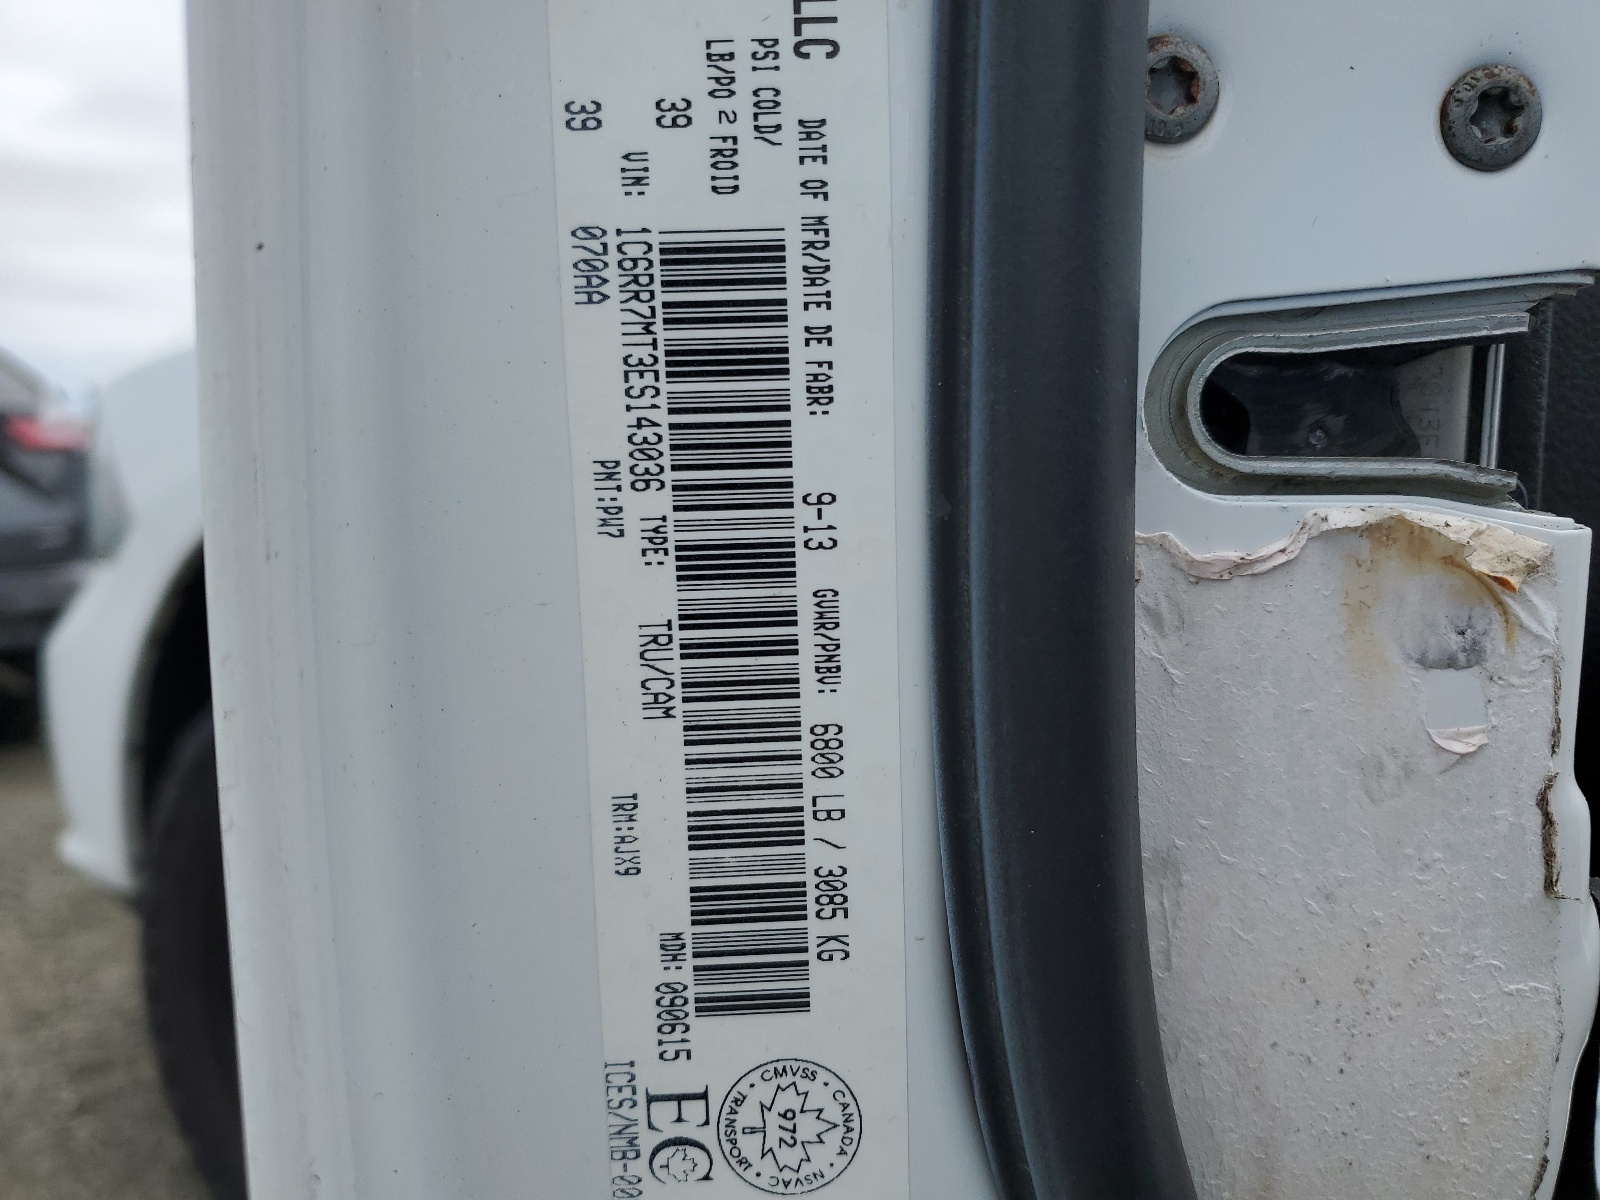 LLC
DATE OF MFR/DATE DE FABR: 9-13 GVWR/PNBV: 6800 LB / 3085 KG
PSI COLD/
LB/PO 2 FROID
39
VIN: 1C6RR7MT3ES143036 TYPE: TRU/CAM MDH: 090615
39 070AA PNT:PW7 TRM:AJX9
ICES/NMB-00
EC
CMVSS • CANADA • NSVAC • TRANSPORT •
972